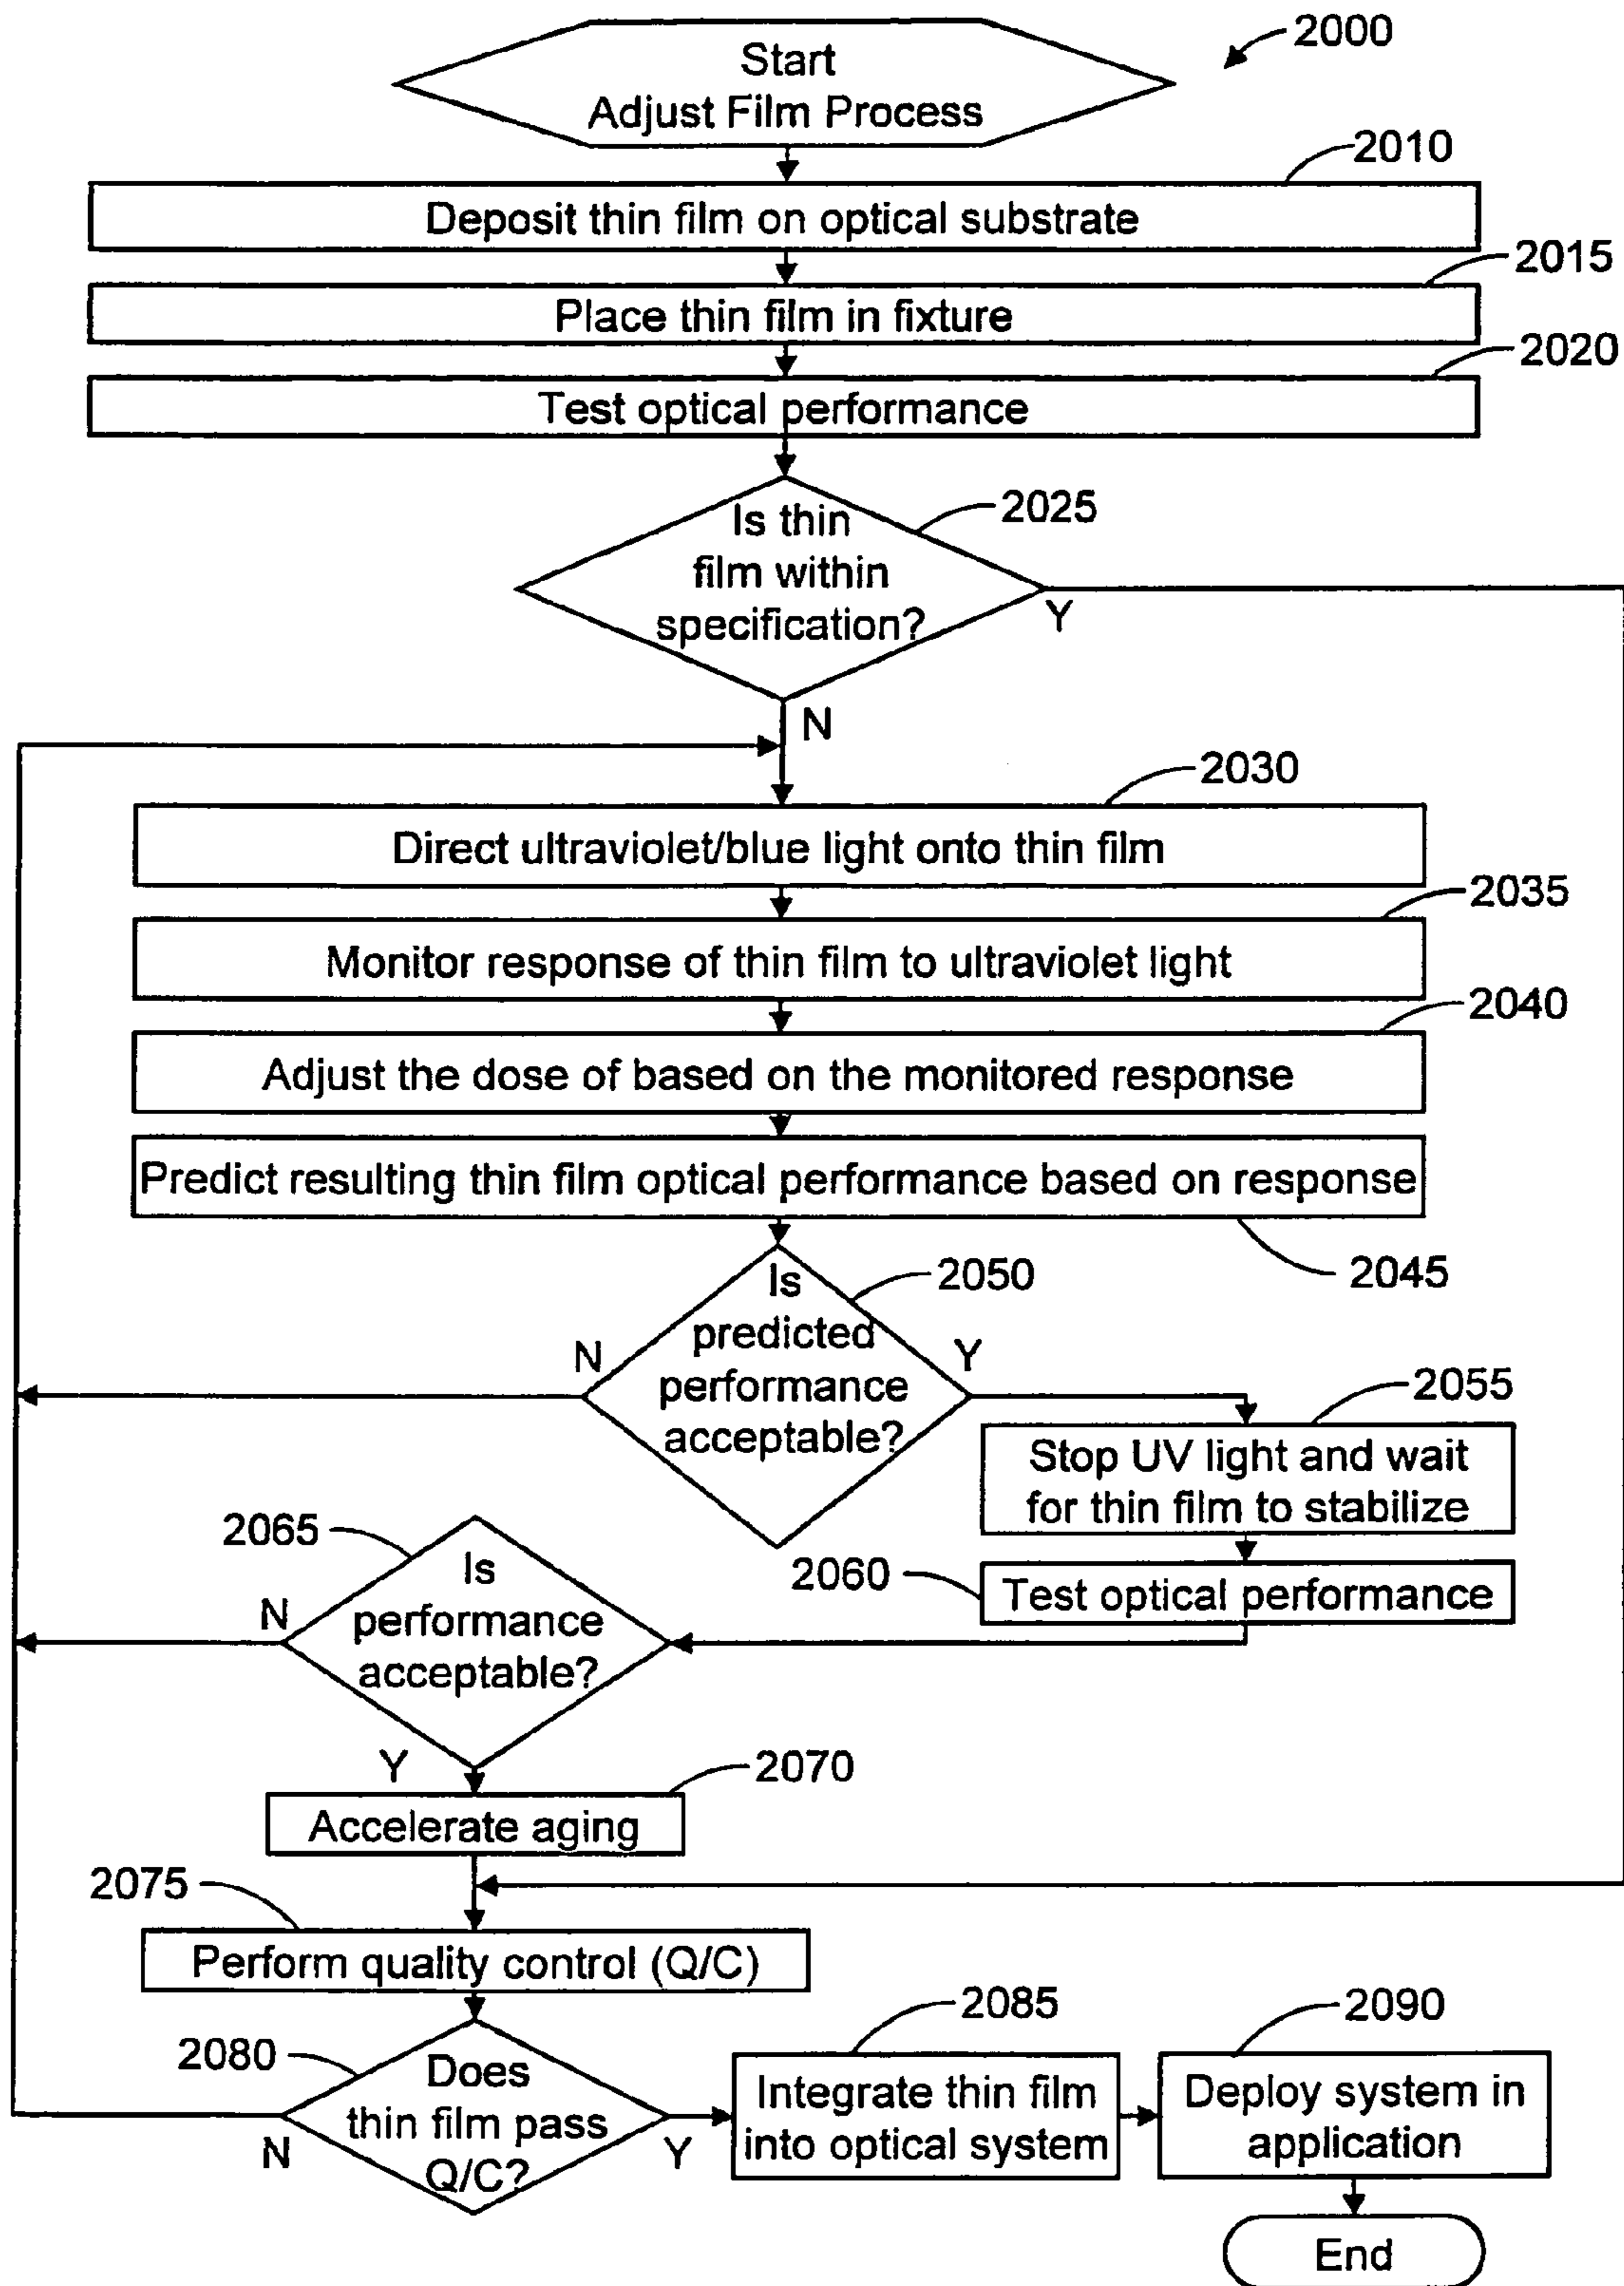 2000
Start
Adjust Film Process
2010
Deposit thin film on optical substrate
2015
Place thin film in fixture
2020
Test optical performance
2025
Is thin
film within
specification?
Y
N
2030
Direct ultraviolet/blue light onto thin film
2035
Monitor response of thin film to ultraviolet light
2040
Adjust the dose of based on the monitored response
Predict resulting thin film optical performance based on response
2045
2050
Is
predicted
performance
acceptable?
N
Y
2055
Stop UV light and wait
for thin film to stabilize
2060
Test optical performance
2065
Is
performance
acceptable?
N
Y
2070
Accelerate aging
2075
Perform quality control (Q/C)
2080
Does
thin film pass
Q/C?
N
Y
2085
Integrate thin film
into optical system
2090
Deploy system in
application
End